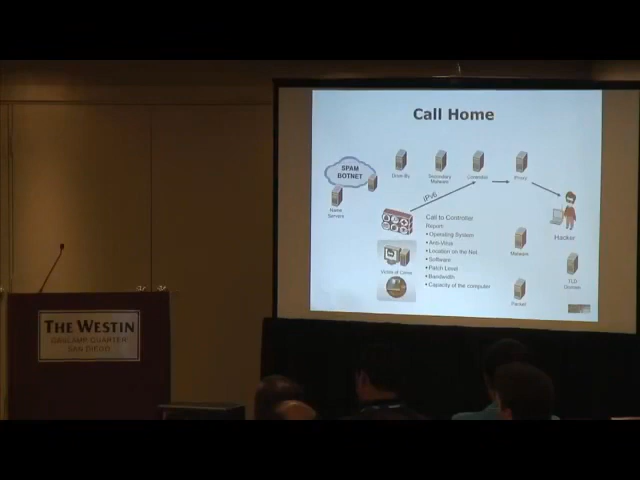 Call Home
SPAM
BOTNET
Drive-By
Secondary
Malware
Controller
Proxy
Name
Servers
IPv6
Hacker
Call to Controller
Report:
• Operating System
• Anti-Virus
• Location on the Net
• Software
• Patch Level
• Bandwidth
• Capacity of the computer
Victim of Crime
Malware
TLD
Domain
Packet
THE WESTIN
GASLAMP QUARTER
SAN DIEGO